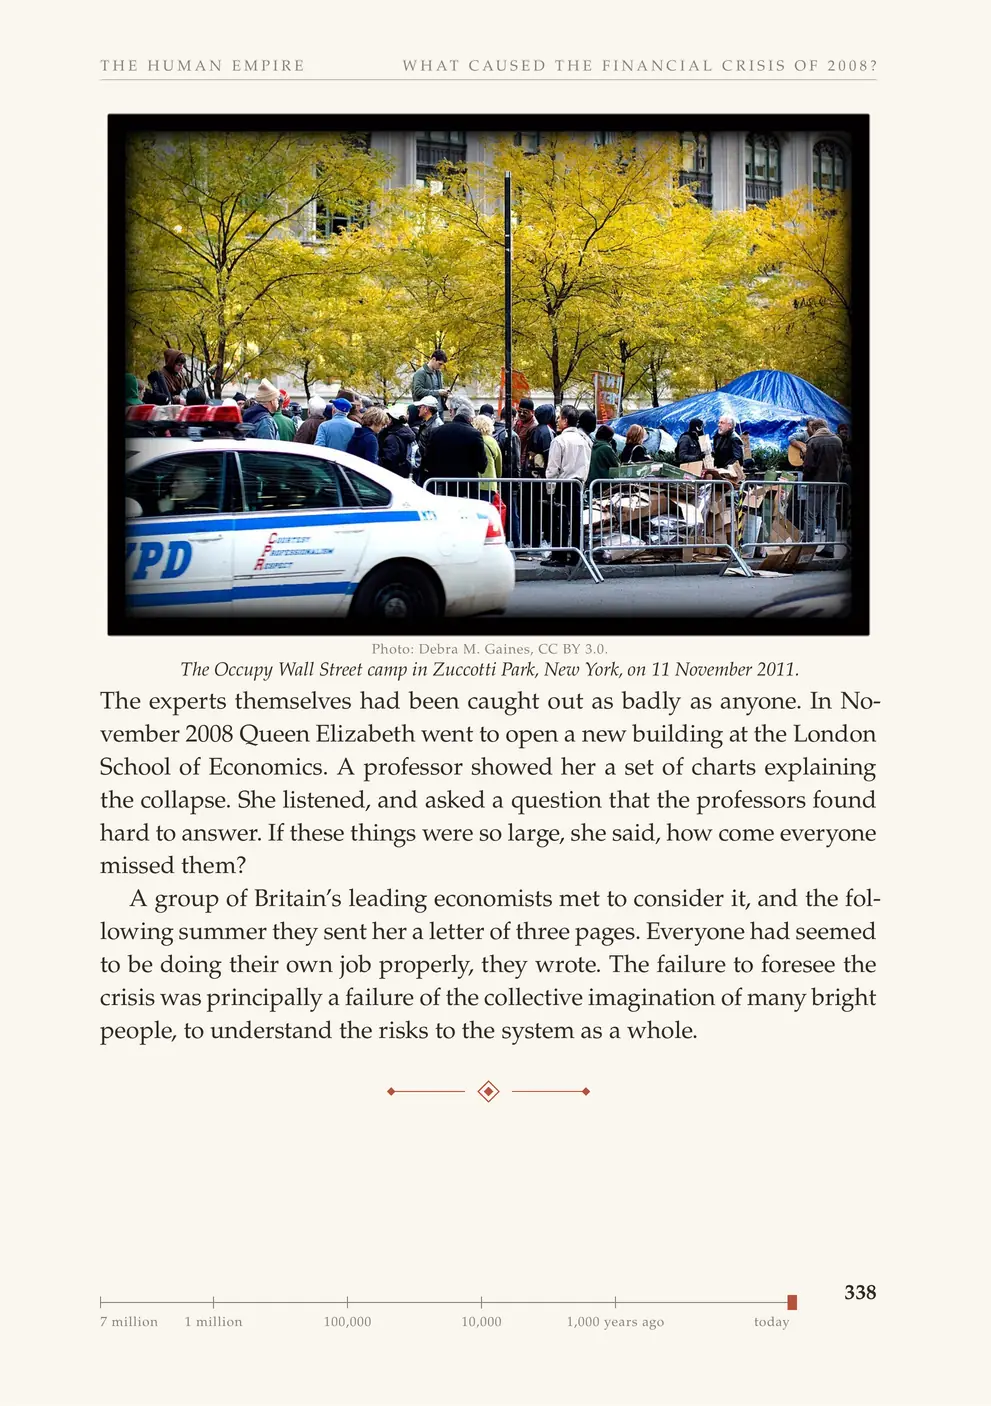 THE HUMAN EMPIRE
WHAT CAUSED THE FINANCIAL CRISIS OF 2008?
YPD
COURTESY
PROFESSIONALISM
RESPECT
Photo: Debra M. Gaines, CC BY 3.0.
The Occupy Wall Street camp in Zuccotti Park, New York, on 11 November 2011.
The experts themselves had been caught out as badly as anyone. In No-
vember 2008 Queen Elizabeth went to open a new building at the London
School of Economics. A professor showed her a set of charts explaining
the collapse. She listened, and asked a question that the professors found
hard to answer. If these things were so large, she said, how come everyone
missed them?
A group of Britain’s leading economists met to consider it, and the fol-
lowing summer they sent her a letter of three pages. Everyone had seemed
to be doing their own job properly, they wrote. The failure to foresee the
crisis was principally a failure of the collective imagination of many bright
people, to understand the risks to the system as a whole.
338
7 million 1 million 100,000 10,000 1,000 years ago today